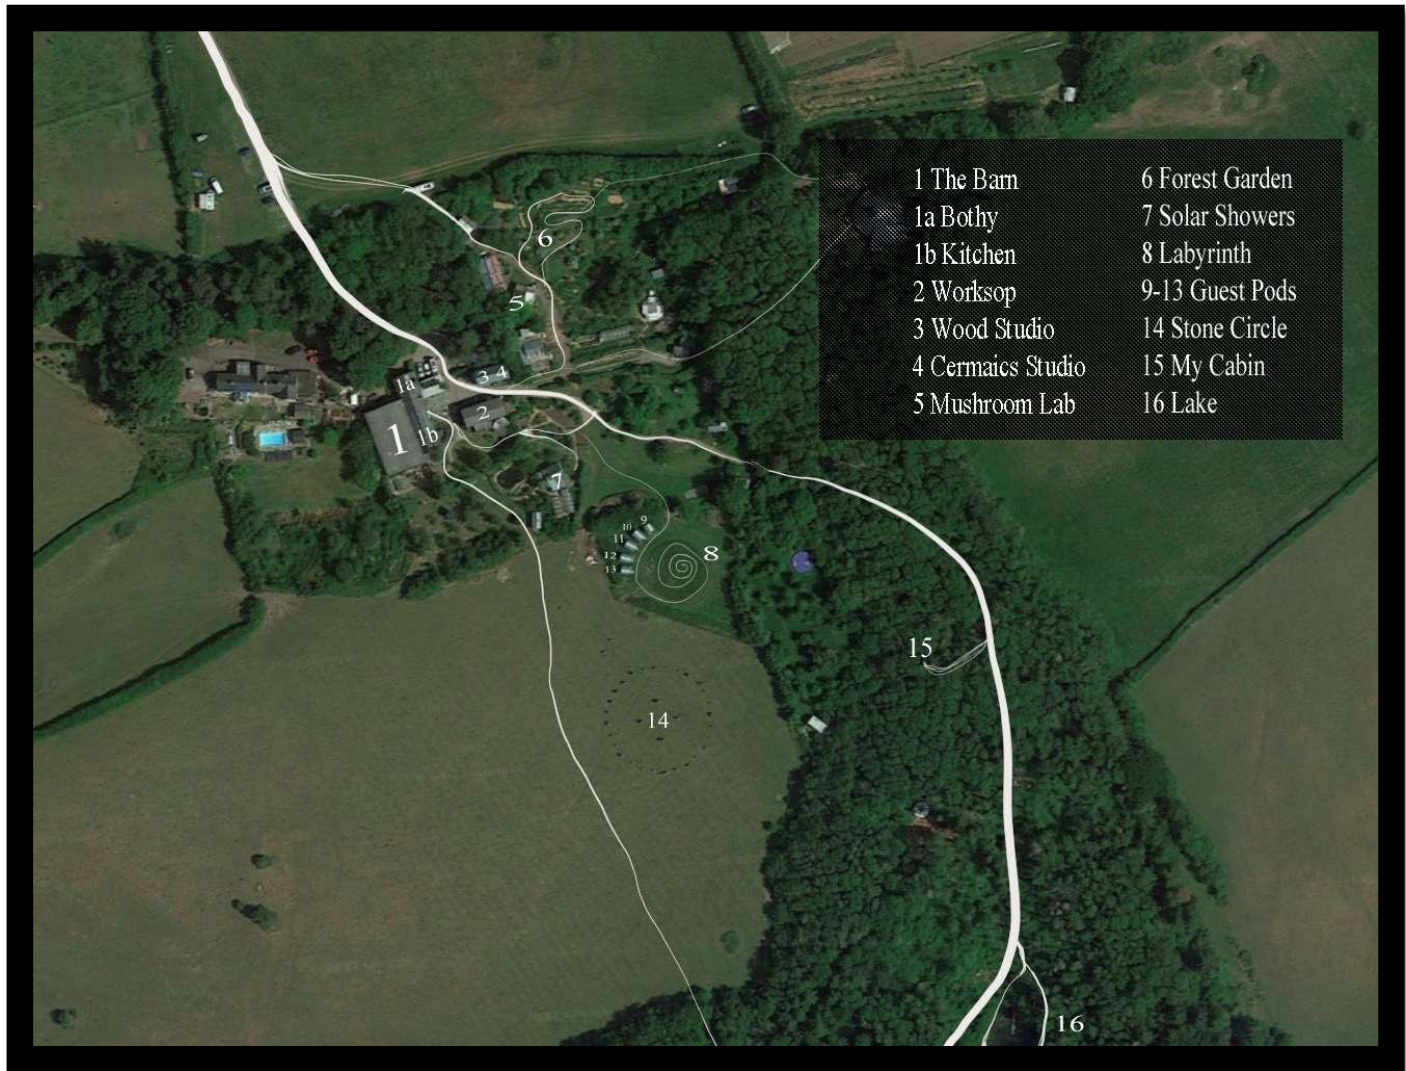 1 The Barn
1a Bothy
1b Kitchen
2 Worksop
3 Wood Studio
4 Cermaics Studio
5 Mushroom Lab
6 Forest Garden
7 Solar Showers
8 Labyrinth
9-13 Guest Pods
14 Stone Circle
15 My Cabin
16 Lake
6
5
1a
3 4
2
1
1b
7
9
10
11
12
13
8
15
14
16